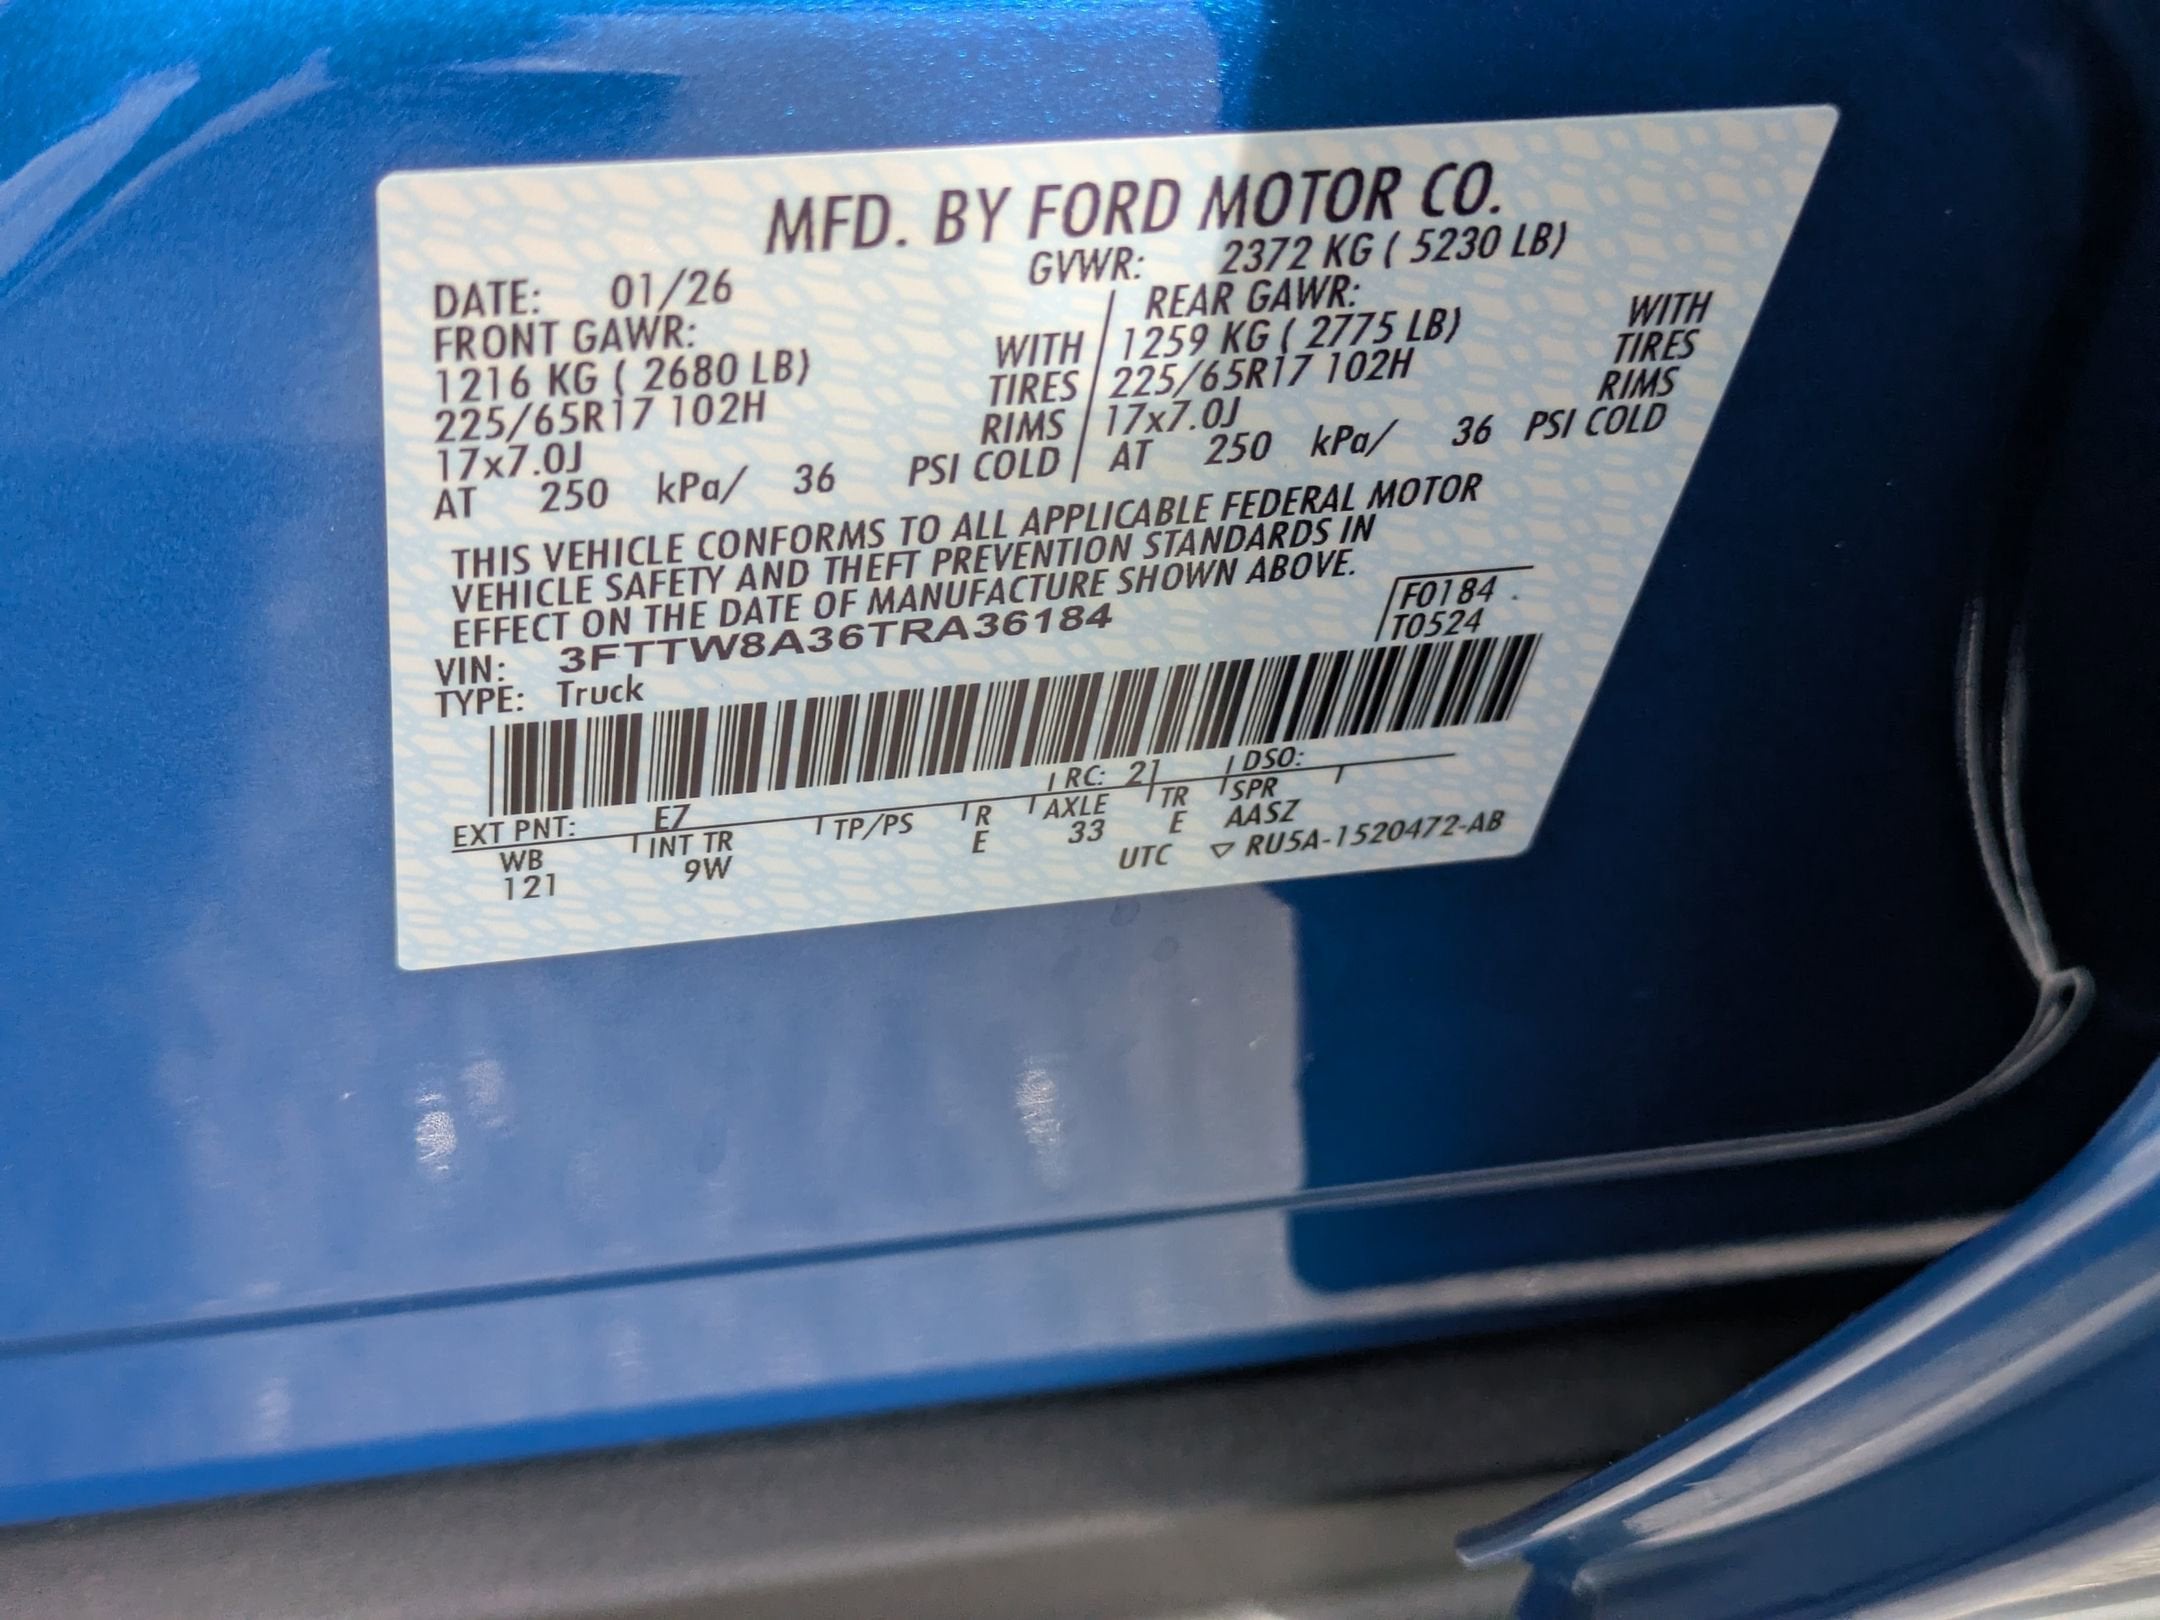 MFD. BY FORD MOTOR CO.
DATE: 01/26 GVWR: 2372 KG ( 5230 LB)
FRONT GAWR: REAR GAWR:
1216 KG ( 2680 LB) WITH 1259 KG ( 2775 LB) WITH
225/65R17 102H TIRES 225/65R17 102H TIRES
17x7.0J RIMS 17x7.0J RIMS
AT 250 kPa/ 36 PSI COLD AT 250 kPa/ 36 PSI COLD
THIS VEHICLE CONFORMS TO ALL APPLICABLE FEDERAL MOTOR
VEHICLE SAFETY AND THEFT PREVENTION STANDARDS IN
EFFECT ON THE DATE OF MANUFACTURE SHOWN ABOVE.
VIN: 3FTTW8A36TRA36184 F0184
TYPE: Truck T0524
EXT PNT: EZ RC: 21 DSO:
WB INT TR TP/PS R AXLE TR SPR
121 9W E 33 E AASZ
UTC ▽ RU5A-1520472-AB